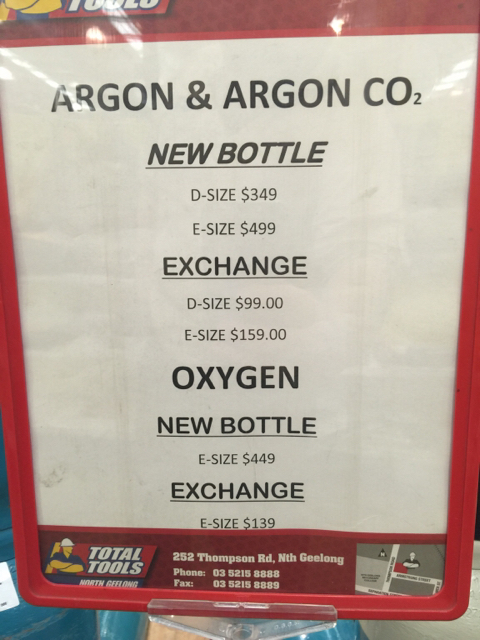 TOOLS
ARGON & ARGON CO₂
NEW BOTTLE
D-SIZE $349
E-SIZE $499
EXCHANGE
D-SIZE $99.00
E-SIZE $159.00
OXYGEN
NEW BOTTLE
E-SIZE $449
EXCHANGE
E-SIZE $139
TOTAL
TOOLS
NORTH GEELONG
252 Thompson Rd, Nth Geelong
Phone: 03 5215 8888
Fax: 03 5215 8889